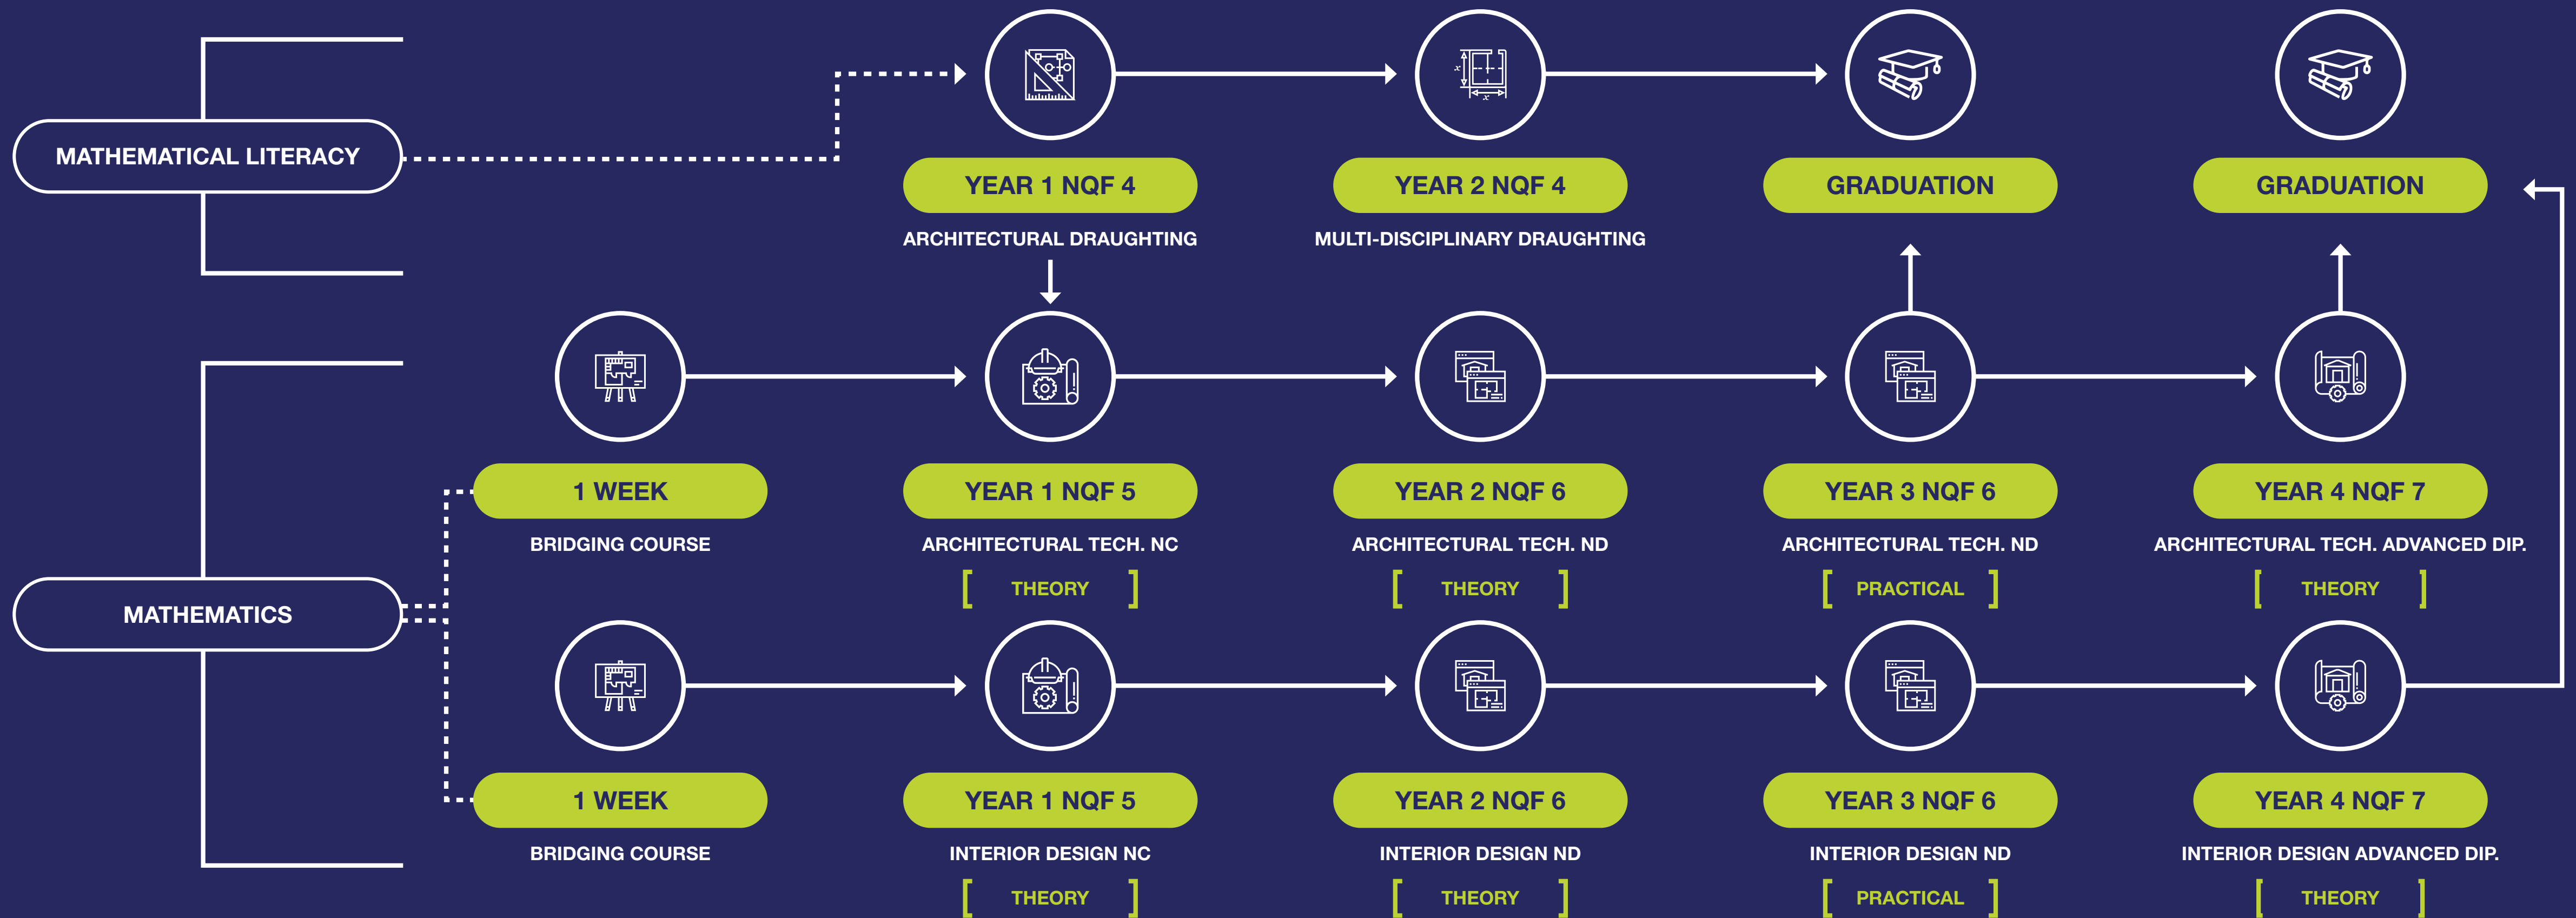 MATHEMATICAL LITERACY
x
x
YEAR 1 NQF 4
YEAR 2 NQF 4
GRADUATION
GRADUATION
ARCHITECTURAL DRAUGHTING
MULTI-DISCIPLINARY DRAUGHTING
MATHEMATICS
1 WEEK
YEAR 1 NQF 5
YEAR 2 NQF 6
YEAR 3 NQF 6
YEAR 4 NQF 7
BRIDGING COURSE
ARCHITECTURAL TECH. NC
ARCHITECTURAL TECH. ND
ARCHITECTURAL TECH. ND
ARCHITECTURAL TECH. ADVANCED DIP.
[ THEORY ]
[ THEORY ]
[ PRACTICAL ]
[ THEORY ]
1 WEEK
YEAR 1 NQF 5
YEAR 2 NQF 6
YEAR 3 NQF 6
YEAR 4 NQF 7
BRIDGING COURSE
INTERIOR DESIGN NC
INTERIOR DESIGN ND
INTERIOR DESIGN ND
INTERIOR DESIGN ADVANCED DIP.
[ THEORY ]
[ THEORY ]
[ PRACTICAL ]
[ THEORY ]